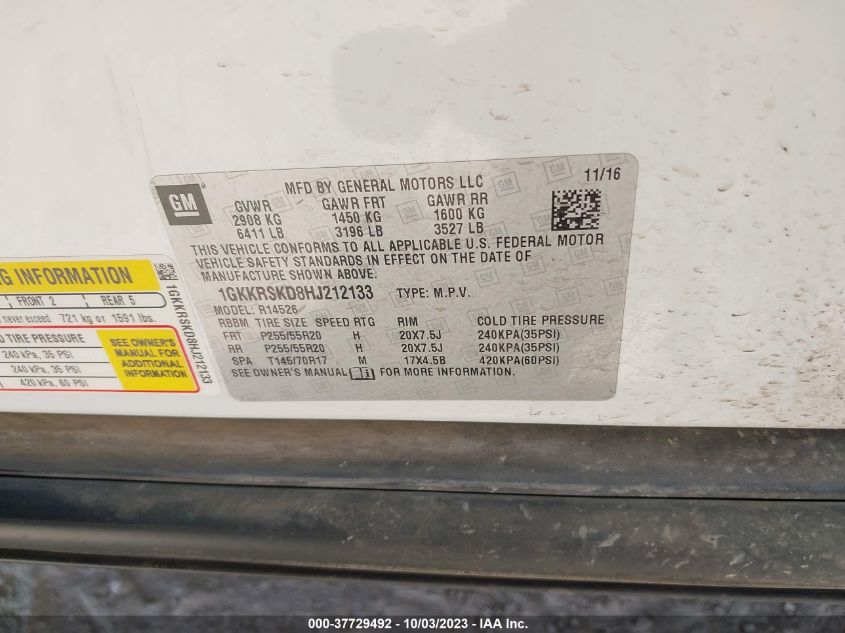 GM
MFD BY GENERAL MOTORS LLC
11/16
GVWR GAWR FRT GAWR RR
2908 KG 1450 KG 1600 KG
6411 LB 3196 LB 3527 LB
THIS VEHICLE CONFORMS TO ALL APPLICABLE U.S. FEDERAL MOTOR
VEHICLE SAFETY STANDARDS IN EFFECT ON THE DATE OF
MANUFACTURE SHOWN ABOVE.
1GKKRSKD8HJ212133 TYPE: M.P.V.
MODEL: R14526
RBBM TIRE SIZE SPEED RTG RIM COLD TIRE PRESSURE
FRT P255/55R20 H 20X7.5J 240KPA(35PSI)
RR P255/55R20 H 20X7.5J 240KPA(35PSI)
SPA T145/70R17 M 17X4.5B 420KPA(60PSI)
SEE OWNER'S MANUAL FOR MORE INFORMATION.
NG INFORMATION
FRONT 2 REAR 5
never exceed 721 kg or 1591 lbs.
TIRE PRESSURE
240 kPa, 35 PSI
240 kPa, 35 PSI
420 kPa, 60 PSI
SEE OWNER'S
MANUAL FOR
ADDITIONAL
INFORMATION
1GKKRSKD8HJ212133
000-37729492 - 10/03/2023 - IAA Inc.